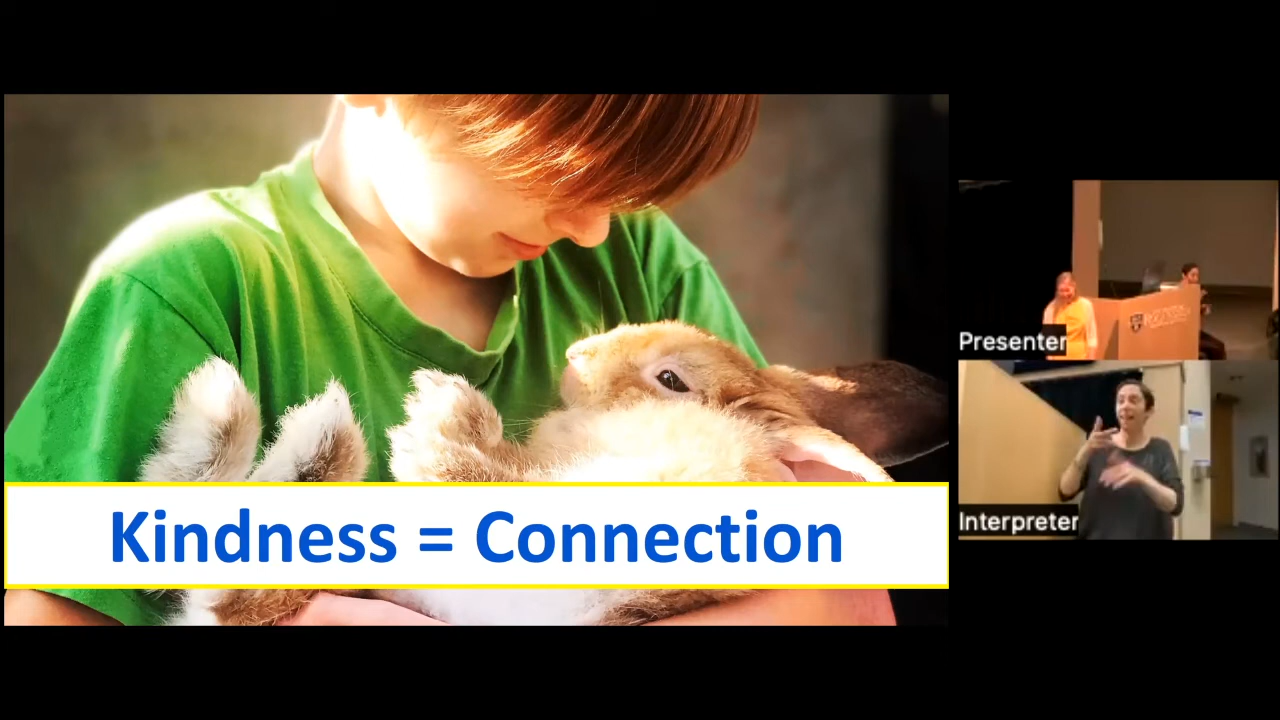 Kindness = Connection
Presenter
Interpreter